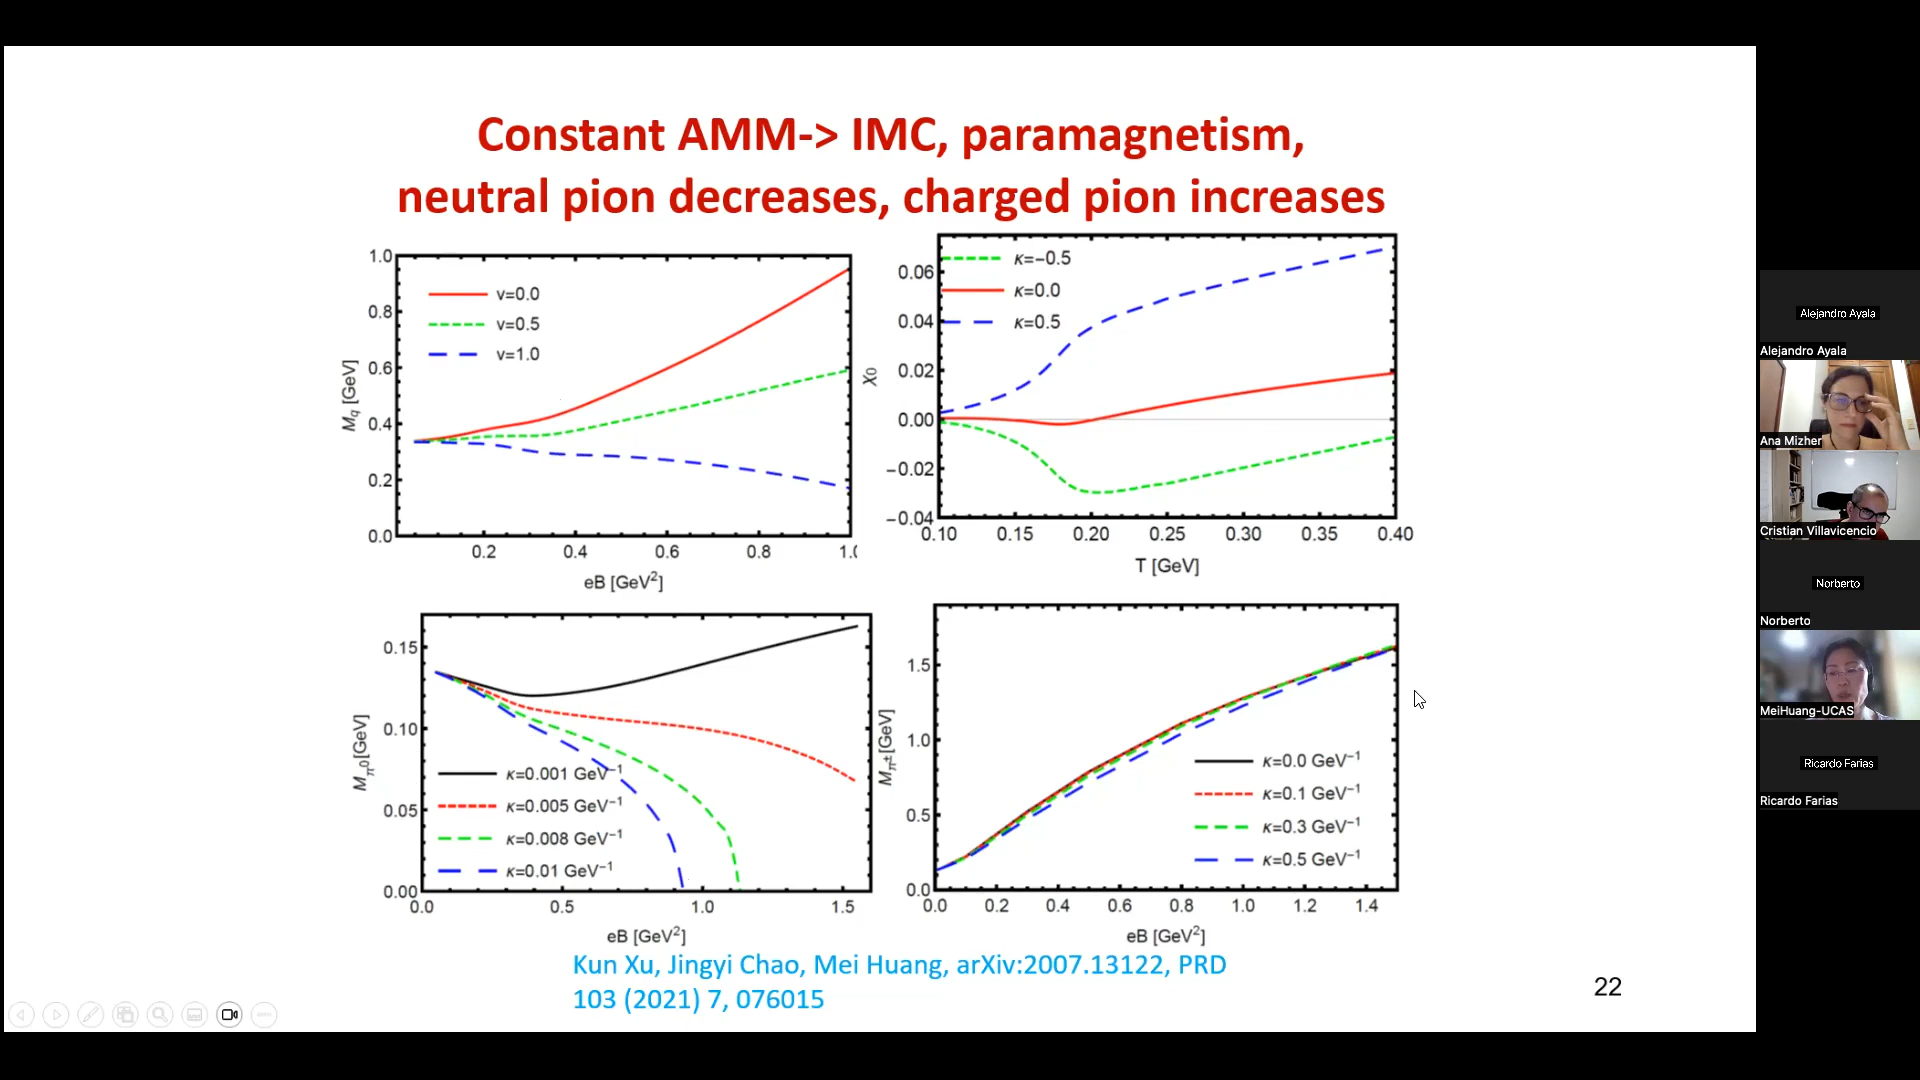 Constant AMM-> IMC, paramagnetism,
neutral pion decreases, charged pion increases
1.0
0.8
0.6
0.4
0.2
0.0
Mq [GeV]
v=0.0
v=0.5
v=1.0
0.2 0.4 0.6 0.8 1.0
eB [GeV²]
0.06
0.04
0.02
0.00
−0.02
−0.04
χ0
κ=−0.5
κ=0.0
κ=0.5
0.10 0.15 0.20 0.25 0.30 0.35 0.40
T [GeV]
0.15
0.10
0.05
0.00
Mπ0[GeV]
κ=0.001 GeV⁻¹
κ=0.005 GeV⁻¹
κ=0.008 GeV⁻¹
κ=0.01 GeV⁻¹
0.0 0.5 1.0 1.5
eB [GeV²]
1.5
1.0
0.5
0.0
Mπ±[GeV]
κ=0.0 GeV⁻¹
κ=0.1 GeV⁻¹
κ=0.3 GeV⁻¹
κ=0.5 GeV⁻¹
0.0 0.2 0.4 0.6 0.8 1.0 1.2 1.4
eB [GeV²]
Kun Xu, Jingyi Chao, Mei Huang, arXiv:2007.13122, PRD
103 (2021) 7, 076015
22
Alejandro Ayala
Alejandro Ayala
Ana Mizher
Cristian Villavicencio
Norberto
Norberto
MeiHuang-UCAS
Ricardo Farias
Ricardo Farias